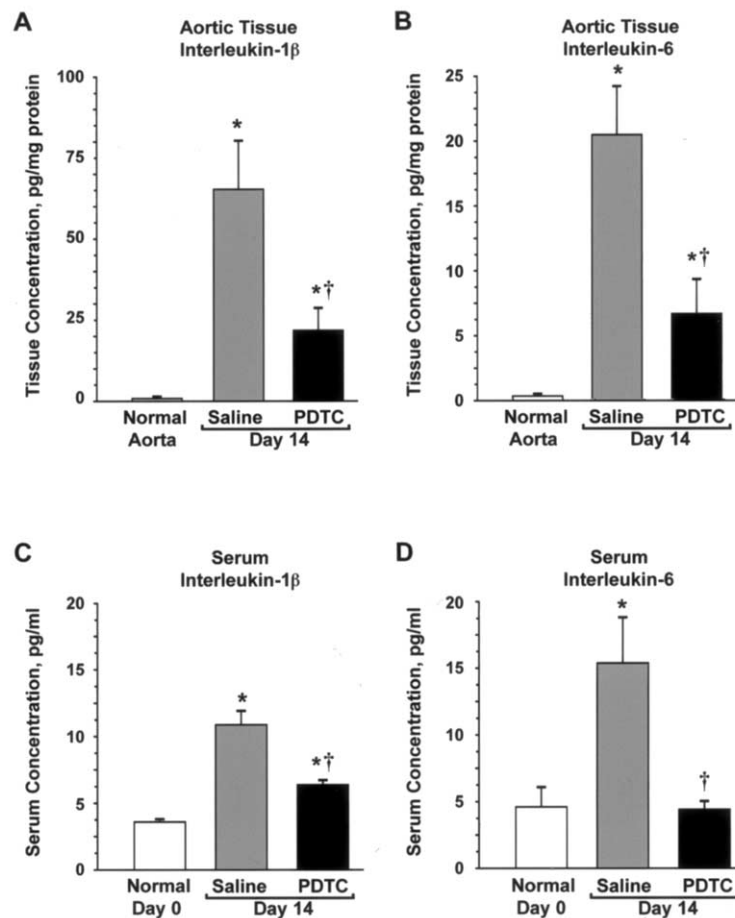 A
Aortic Tissue
Interleukin-1β
Tissue Concentration, pg/mg protein
100
75
50
25
0
*
*†
Normal
Aorta
Saline
PDTC
Day 14
B
Aortic Tissue
Interleukin-6
Tissue Concentration, pg/mg protein
25
20
15
10
5
0
*
*†
Normal
Aorta
Saline
PDTC
Day 14
C
Serum
Interleukin-1β
Serum Concentration, pg/ml
20
15
10
5
0
*
*†
Normal
Day 0
Saline
PDTC
Day 14
D
Serum
Interleukin-6
Serum Concentration, pg/ml
20
15
10
5
0
*
†
Normal
Day 0
Saline
PDTC
Day 14